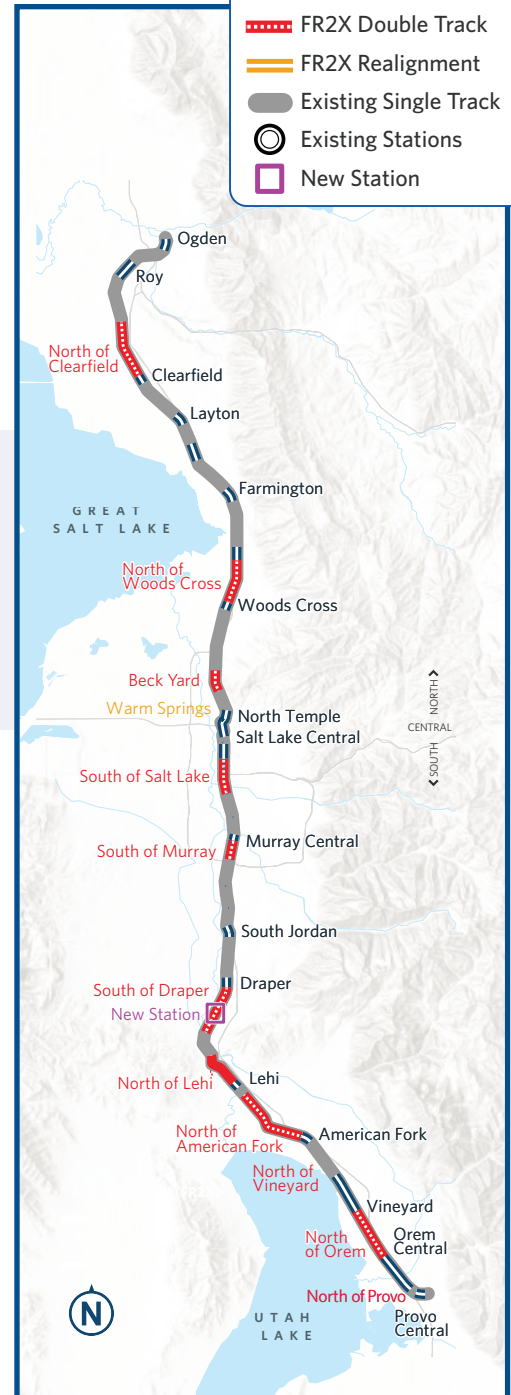 FR2X Double Track
FR2X Realignment
Existing Single Track
Existing Stations
New Station
Ogden
Roy
North of
Clearfield
Clearfield
Layton
Farmington
GREAT
SALT LAKE
North of
Woods Cross
Woods Cross
Beck Yard
Warm Springs
North Temple
Salt Lake Central
NORTH
CENTRAL
SOUTH
South of Salt Lake
Murray Central
South of Murray
South Jordan
Draper
South of Draper
New Station
Lehi
North of Lehi
North of
American Fork
American Fork
North of
Vineyard
Vineyard
North
of Orem
Orem
Central
North of Provo
Provo
Central
UTAH
LAKE
N